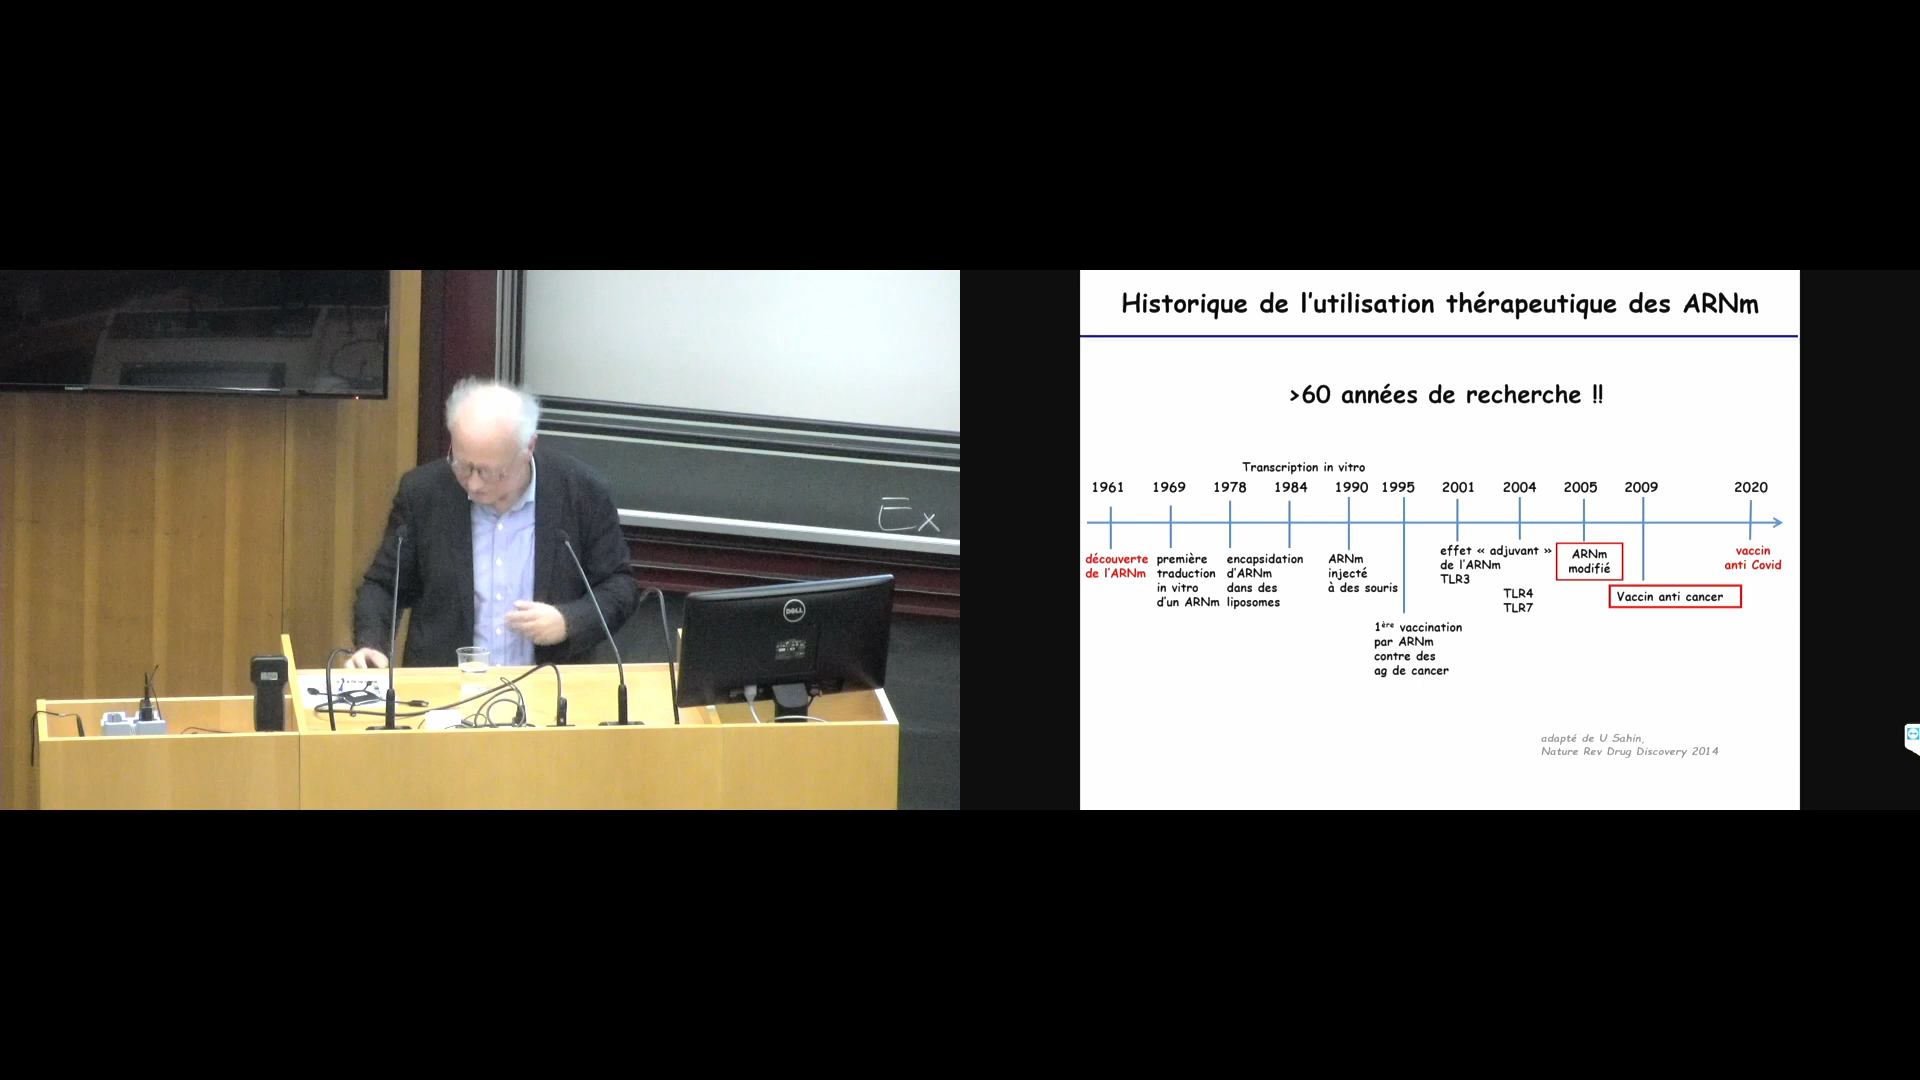 Ex
DELL
Historique de l'utilisation thérapeutique des ARNm
>60 années de recherche !!
Transcription in vitro
1961 1969 1978 1984 1990 1995 2001 2004 2005 2009 2020
découverte
de l'ARNm
première
traduction
in vitro
d'un ARNm
encapsidation
d'ARNm
dans des
liposomes
ARNm
injecté
à des souris
1ère vaccination
par ARNm
contre des
ag de cancer
effet « adjuvant »
de l'ARNm
TLR3
TLR4
TLR7
ARNm
modifié
Vaccin anti cancer
vaccin
anti Covid
adapté de U Sahin,
Nature Rev Drug Discovery 2014